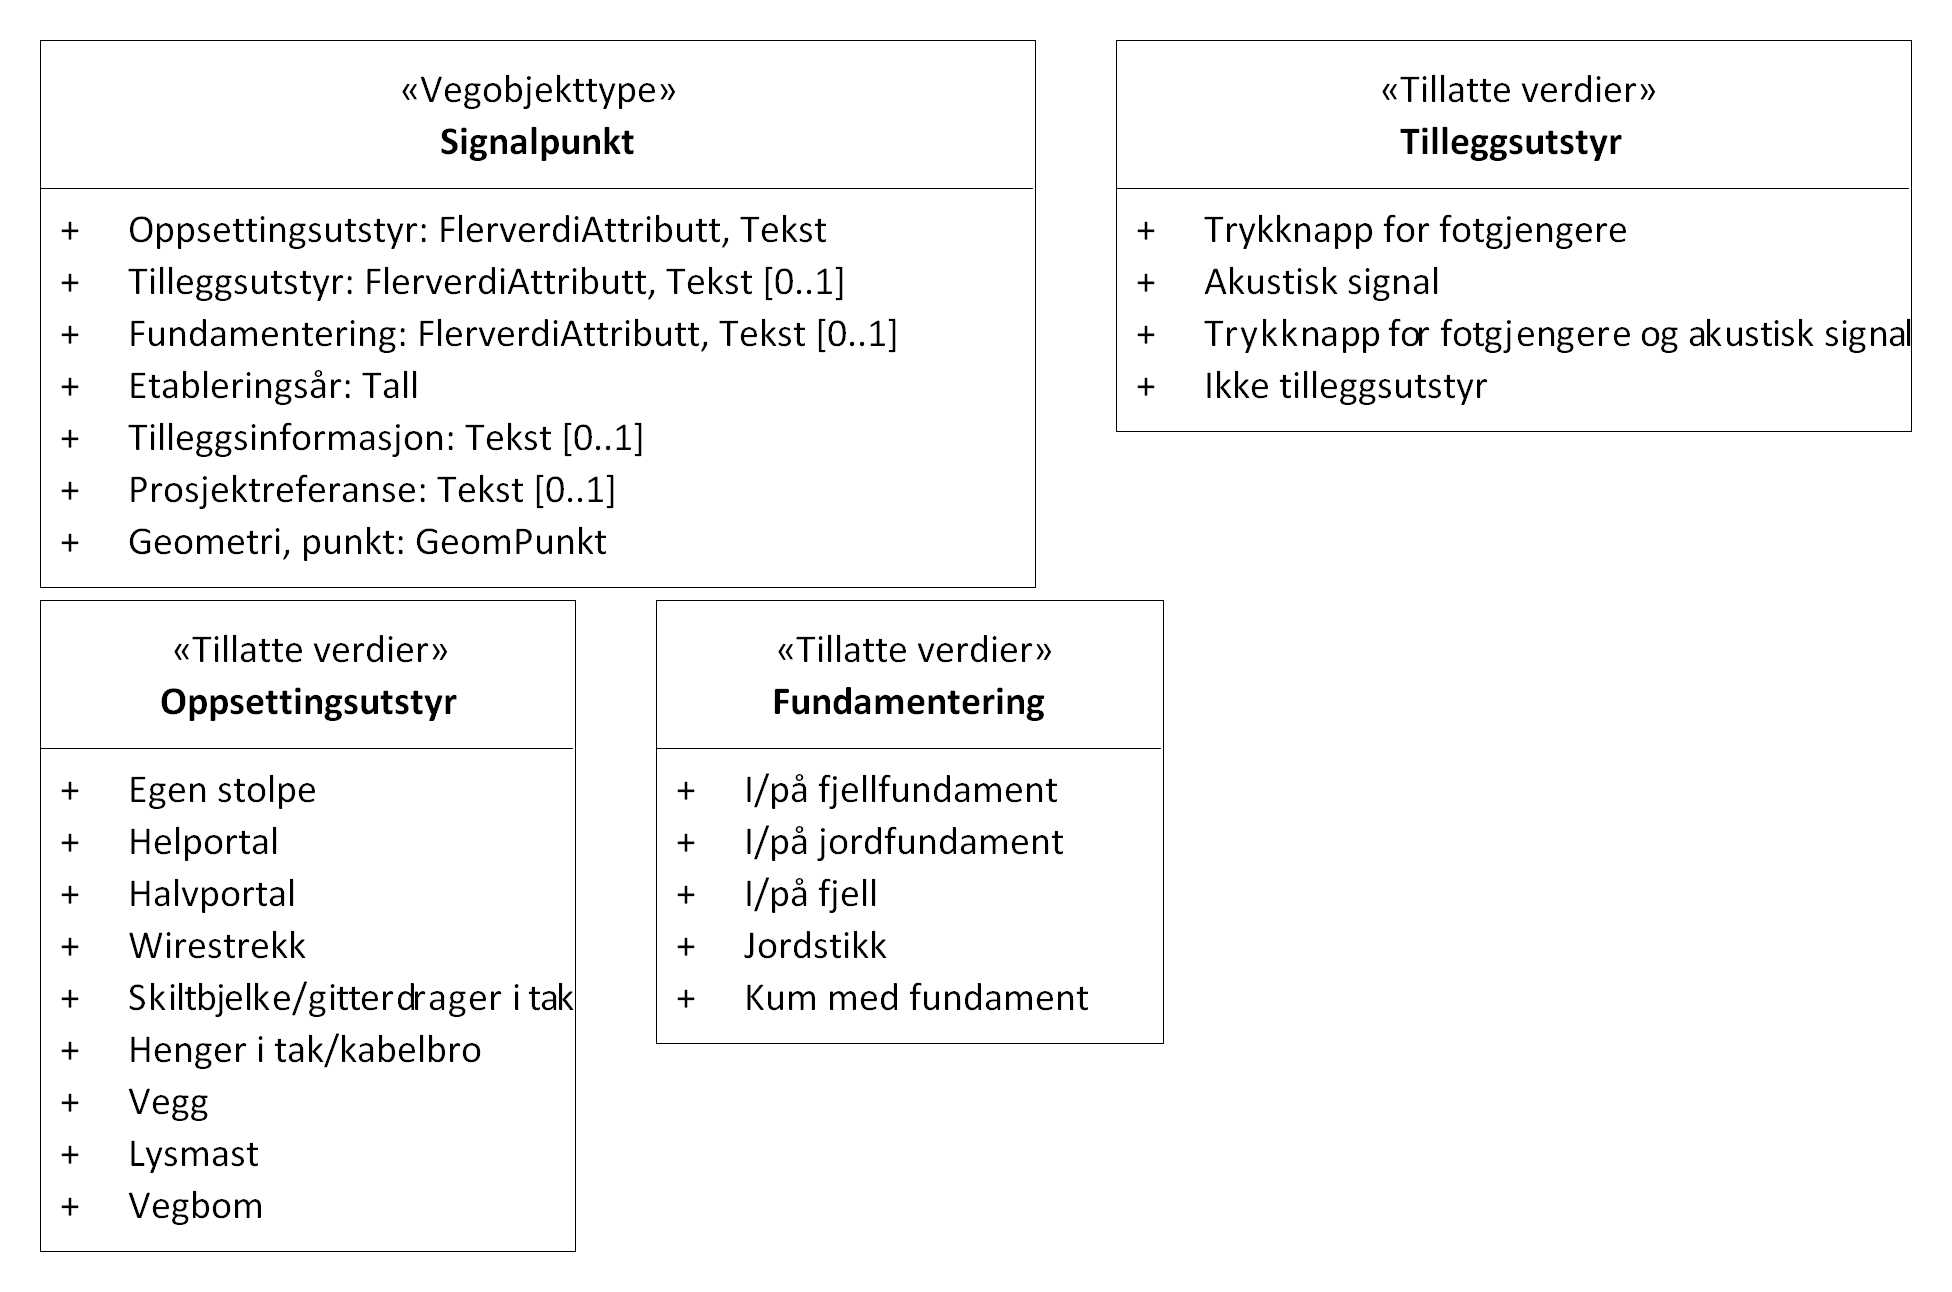 «Vegobjekttype»
Signalpunkt
+ Oppsettingsutstyr: FlerverdiAttributt, Tekst
+ Tilleggsutstyr: FlerverdiAttributt, Tekst [0..1]
+ Fundamentering: FlerverdiAttributt, Tekst [0..1]
+ Etableringsår: Tall
+ Tilleggsinformasjon: Tekst [0..1]
+ Prosjektreferanse: Tekst [0..1]
+ Geometri, punkt: GeomPunkt
«Tillatte verdier»
Tilleggsutstyr
+ Trykknapp for fotgjengere
+ Akustisk signal
+ Trykknapp for fotgjengere og akustisk signal
+ Ikke tilleggsutstyr
«Tillatte verdier»
Oppsettingsutstyr
+ Egen stolpe
+ Helportal
+ Halvportal
+ Wirestrekk
+ Skiltbjelke/gitterdrager i tak
+ Henger i tak/kabelbro
+ Vegg
+ Lysmast
+ Vegbom
«Tillatte verdier»
Fundamentering
+ I/på fjellfundament
+ I/på jordfundament
+ I/på fjell
+ Jordstikk
+ Kum med fundament